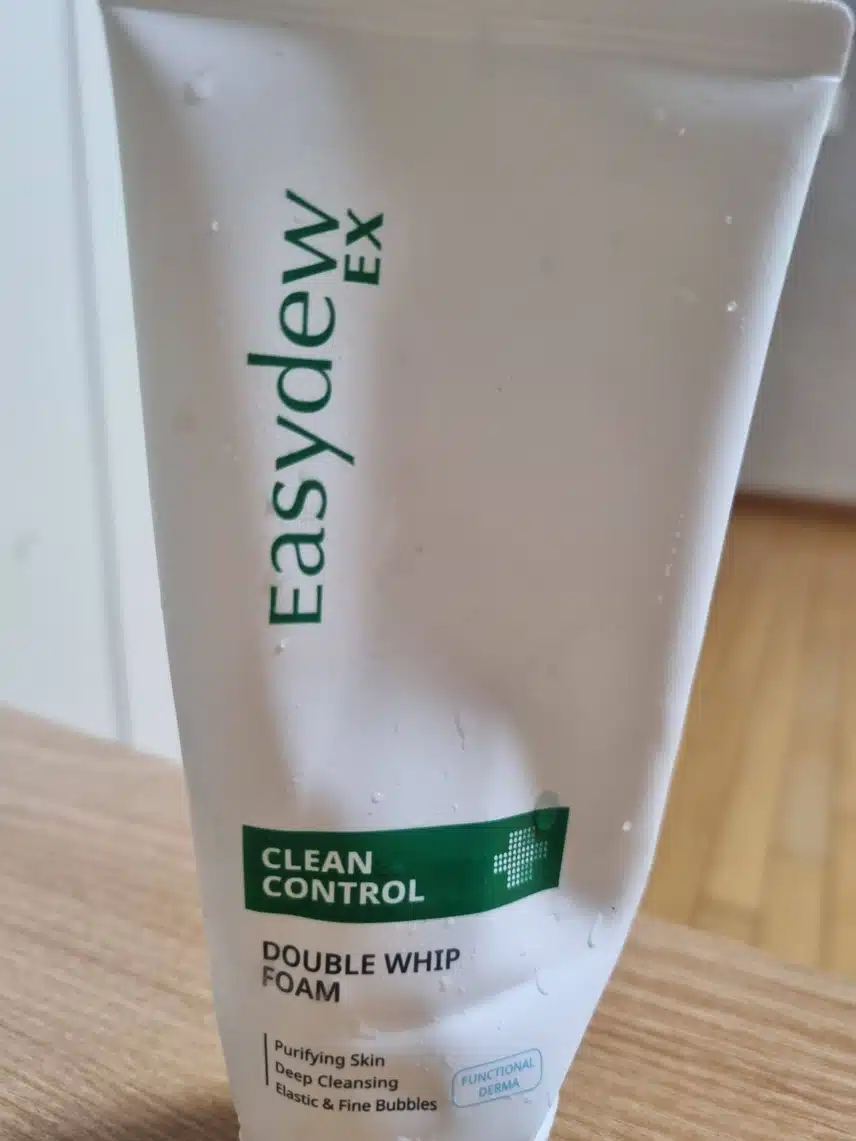 Easydew
EX
CLEAN
CONTROL
DOUBLE WHIP
FOAM
Purifying Skin
Deep Cleansing
Elastic & Fine Bubbles
FUNCTIONAL
DERMA